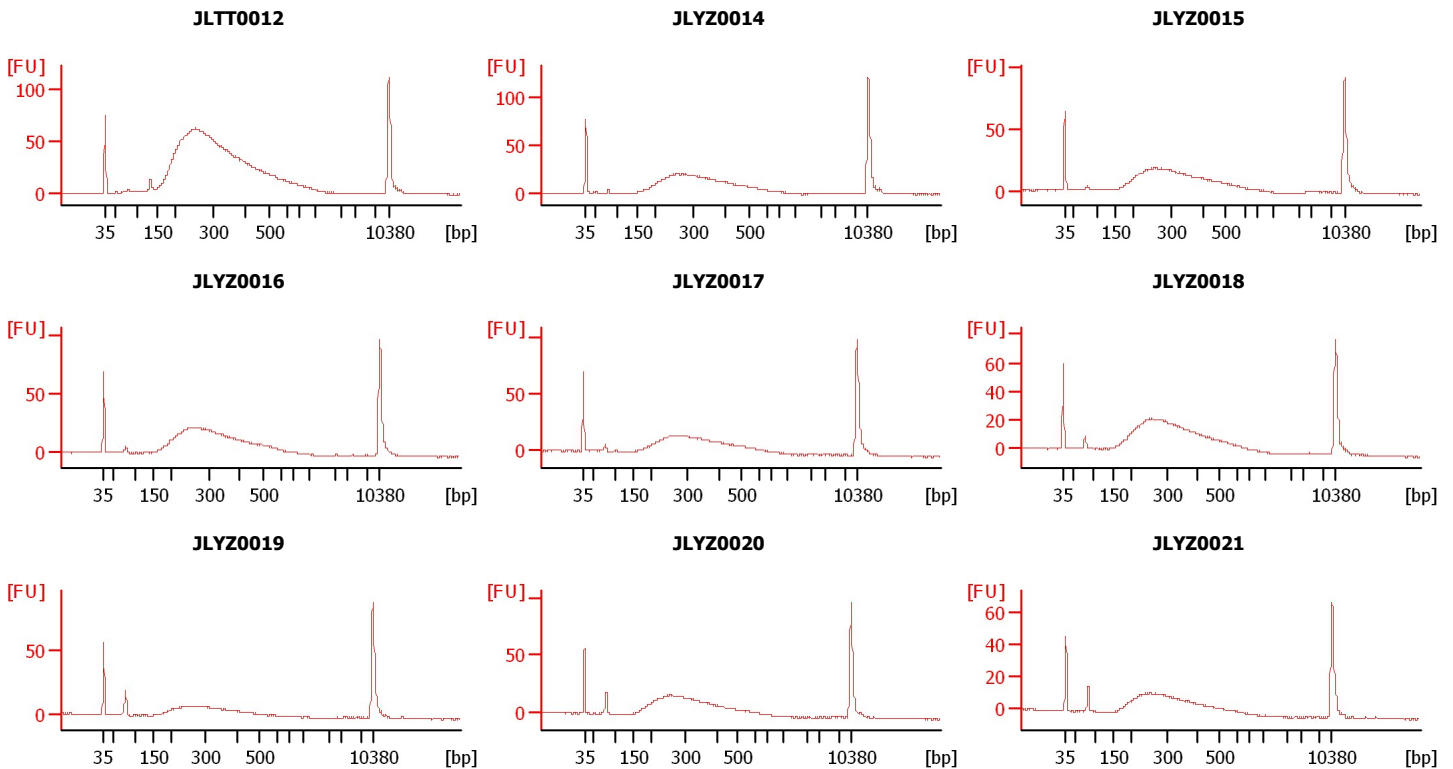 JLTT0012 JLYZ0014 JLYZ0015
[FU] [FU] [FU]
100 100
50 50 50
0 0 0
35 150 300 500 10380 [bp] 35 150 300 500 10380 [bp] 35 150 300 500 10380 [bp]
JLYZ0016 JLYZ0017 JLYZ0018
[FU] [FU] [FU]
60
50 50 40
20
0 0 0
35 150 300 500 10380 [bp] 35 150 300 500 10380 [bp] 35 150 300 500 10380 [bp]
JLYZ0019 JLYZ0020 JLYZ0021
[FU] [FU] [FU]
60
50 50 40
20
0 0 0
35 150 300 500 10380 [bp] 35 150 300 500 10380 [bp] 35 150 300 500 10380 [bp]